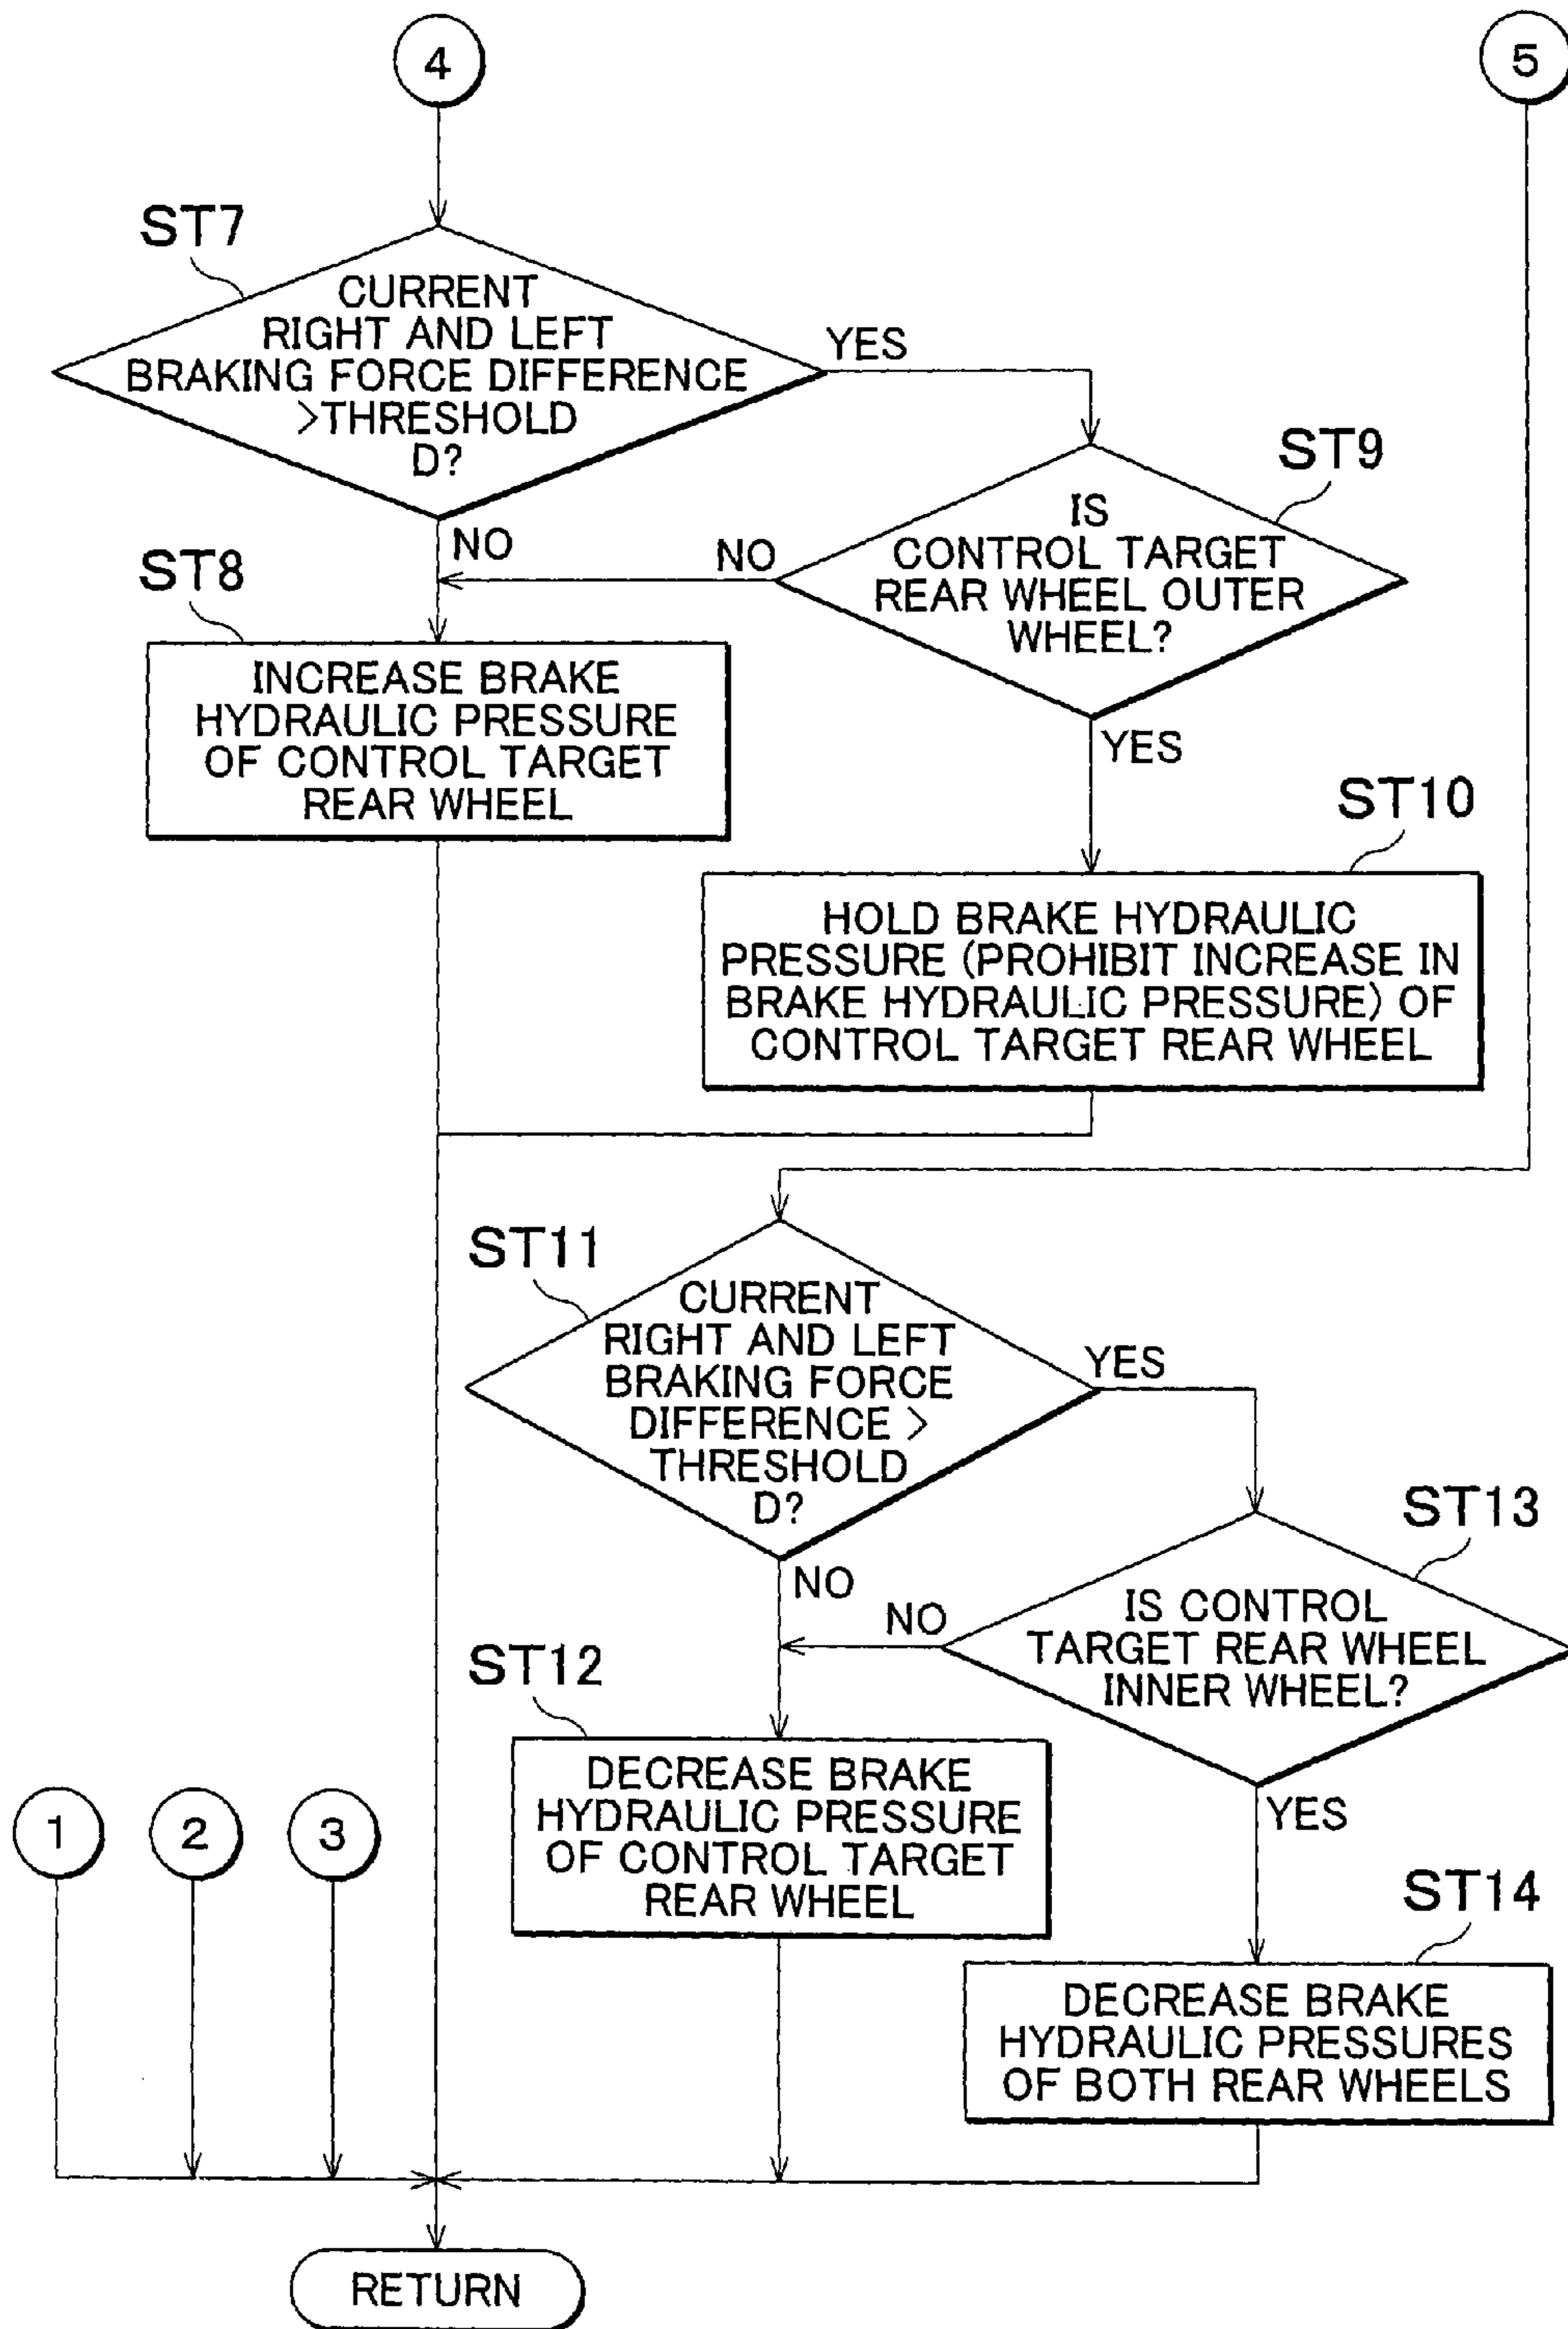 4
5
ST7
CURRENT
RIGHT AND LEFT
BRAKING FORCE DIFFERENCE
>THRESHOLD
D?
YES
NO
ST9
IS
CONTROL TARGET
REAR WHEEL OUTER
WHEEL?
NO
YES
ST8
INCREASE BRAKE
HYDRAULIC PRESSURE
OF CONTROL TARGET
REAR WHEEL
ST10
HOLD BRAKE HYDRAULIC
PRESSURE (PROHIBIT INCREASE IN
BRAKE HYDRAULIC PRESSURE) OF
CONTROL TARGET REAR WHEEL
ST11
CURRENT
RIGHT AND LEFT
BRAKING FORCE
DIFFERENCE >
THRESHOLD
D?
YES
NO
ST13
IS CONTROL
TARGET REAR WHEEL
INNER WHEEL?
NO
YES
ST12
DECREASE BRAKE
HYDRAULIC PRESSURE
OF CONTROL TARGET
REAR WHEEL
1
2
3
ST14
DECREASE BRAKE
HYDRAULIC PRESSURES
OF BOTH REAR WHEELS
RETURN